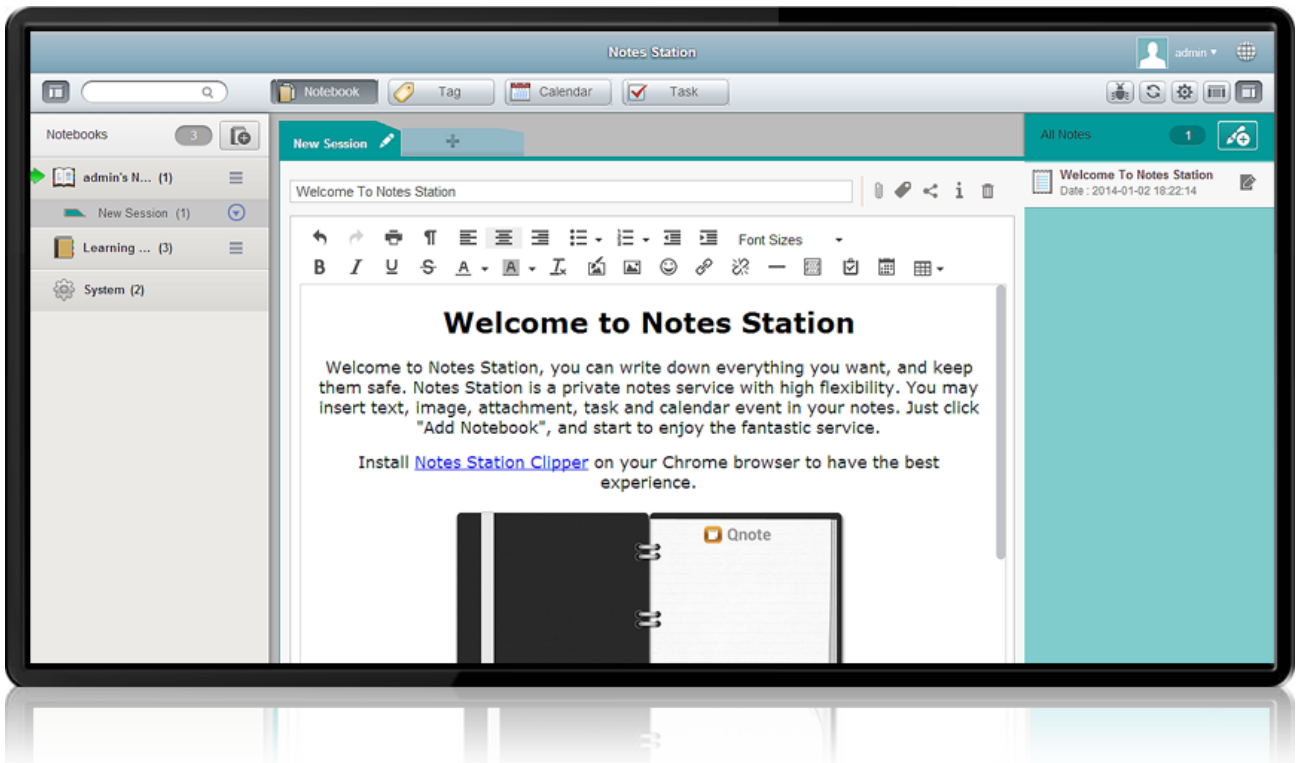 Notes Station
admin
Notebook
Tag
Calendar
Task
Notebooks 3
admin's N... (1)
New Session (1)
Learning ... (3)
System (2)
New Session
Welcome To Notes Station
Font Sizes
B I U S A A
Welcome to Notes Station
Welcome to Notes Station, you can write down everything you want, and keep
them safe. Notes Station is a private notes service with high flexibility. You may
insert text, image, attachment, task and calendar event in your notes. Just click
"Add Notebook", and start to enjoy the fantastic service.
Install Notes Station Clipper on your Chrome browser to have the best
experience.
Qnote
All Notes 1
Welcome To Notes Station
Date : 2014-01-02 18:22:14